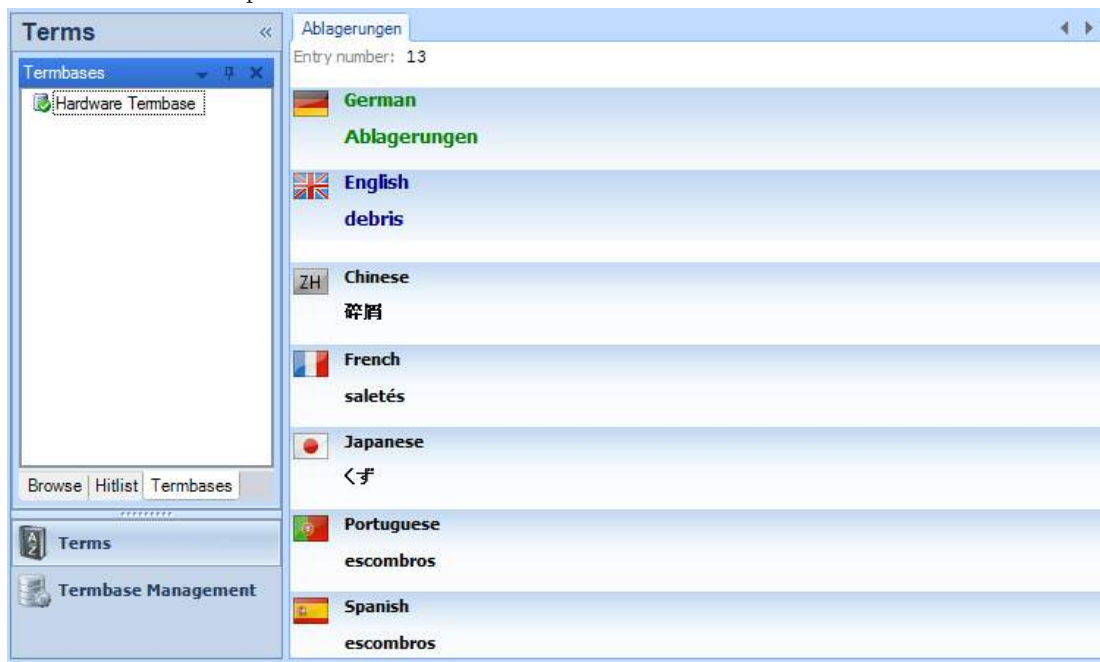 Terms
Termbases
Hardware Termbase
Browse Hitlist Termbases
Terms
Termbase Management
Ablagerungen
Entry number: 13
German
Ablagerungen
English
debris
ZH Chinese
碎屑
French
saletés
Japanese
くず
Portuguese
escombros
Spanish
escombros